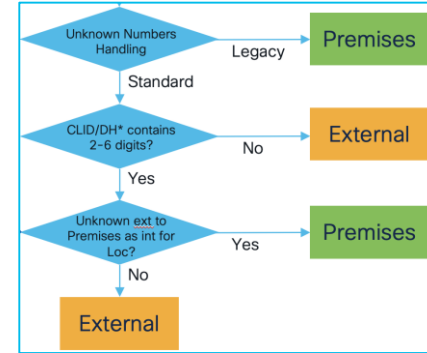 Unknown Numbers
Handling
Premises
Legacy
Standard
CLID/DH* contains
2-6 digits?
External
No
Yes
Unknown ext to
Premises as int for
Loc?
Premises
Yes
No
External